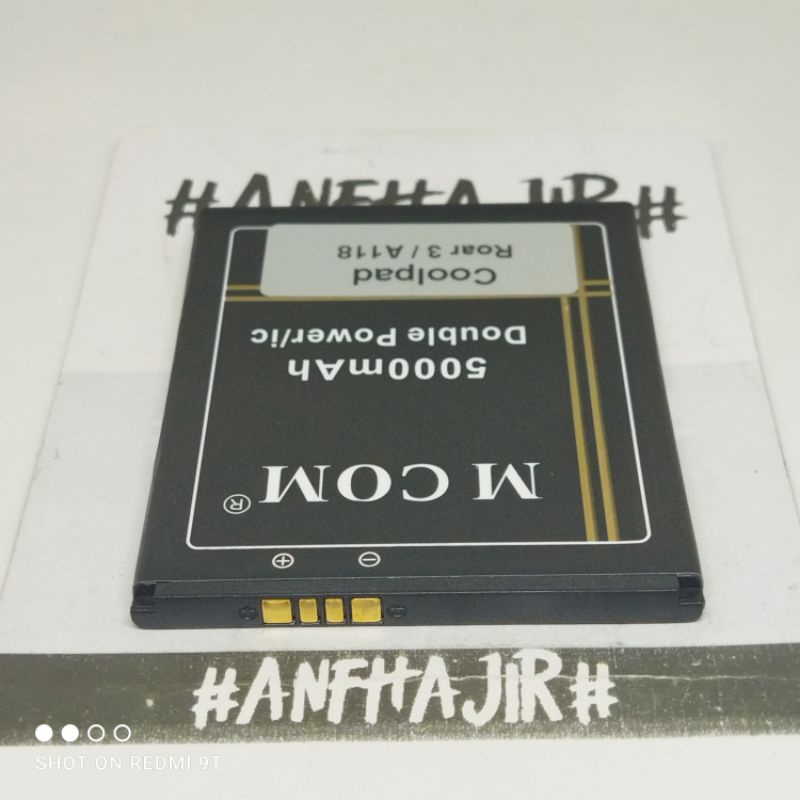 #ANFHAJIR#
M COM®
5000mAh
Double Power/ic
Coolpad
Roar 3 / A118
⊕ ⊖
+ -
#ANFHAJIR#
SHOT ON REDMI 9T